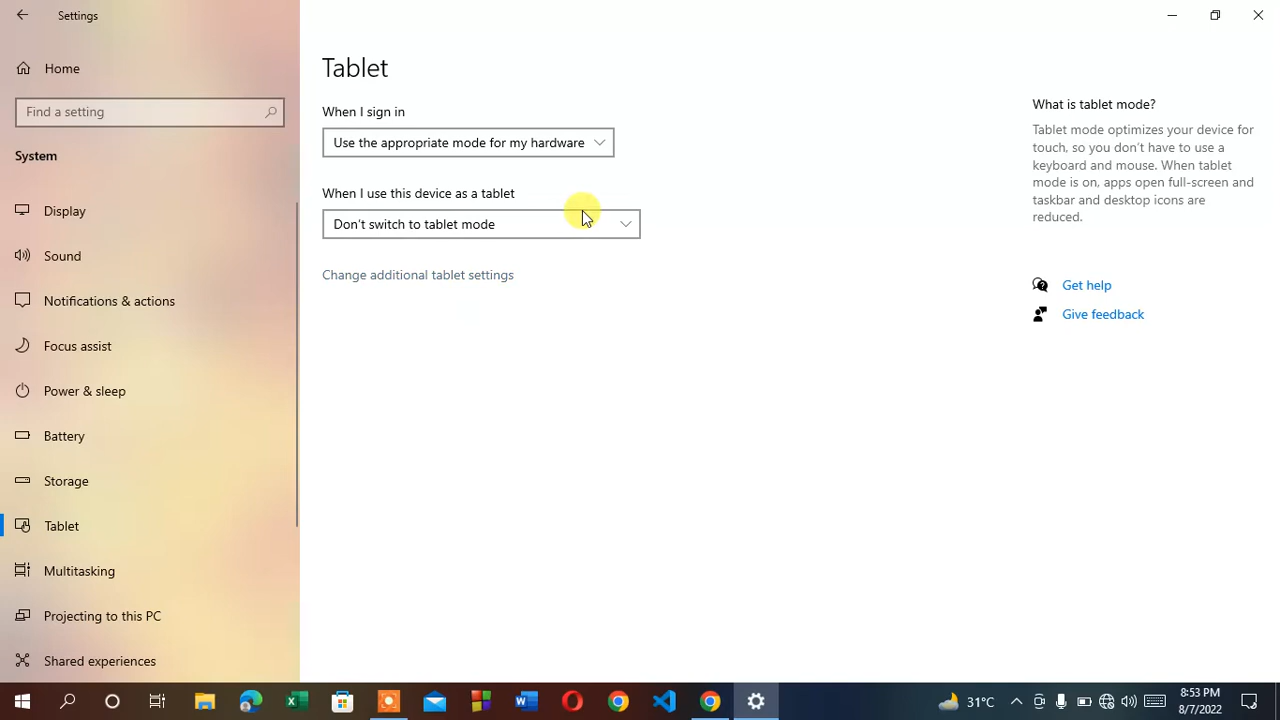 Settings
Home
Find a setting
System
Display
Sound
Notifications & actions
Focus assist
Power & sleep
Battery
Storage
Tablet
Multitasking
Projecting to this PC
Shared experiences
Tablet
When I sign in
Use the appropriate mode for my hardware
When I use this device as a tablet
Don't switch to tablet mode
Change additional tablet settings
What is tablet mode?
Tablet mode optimizes your device for
touch, so you don't have to use a
keyboard and mouse. When tablet
mode is on, apps open full-screen and
taskbar and desktop icons are
reduced.
Get help
Give feedback
31°C
8:53 PM
8/7/2022